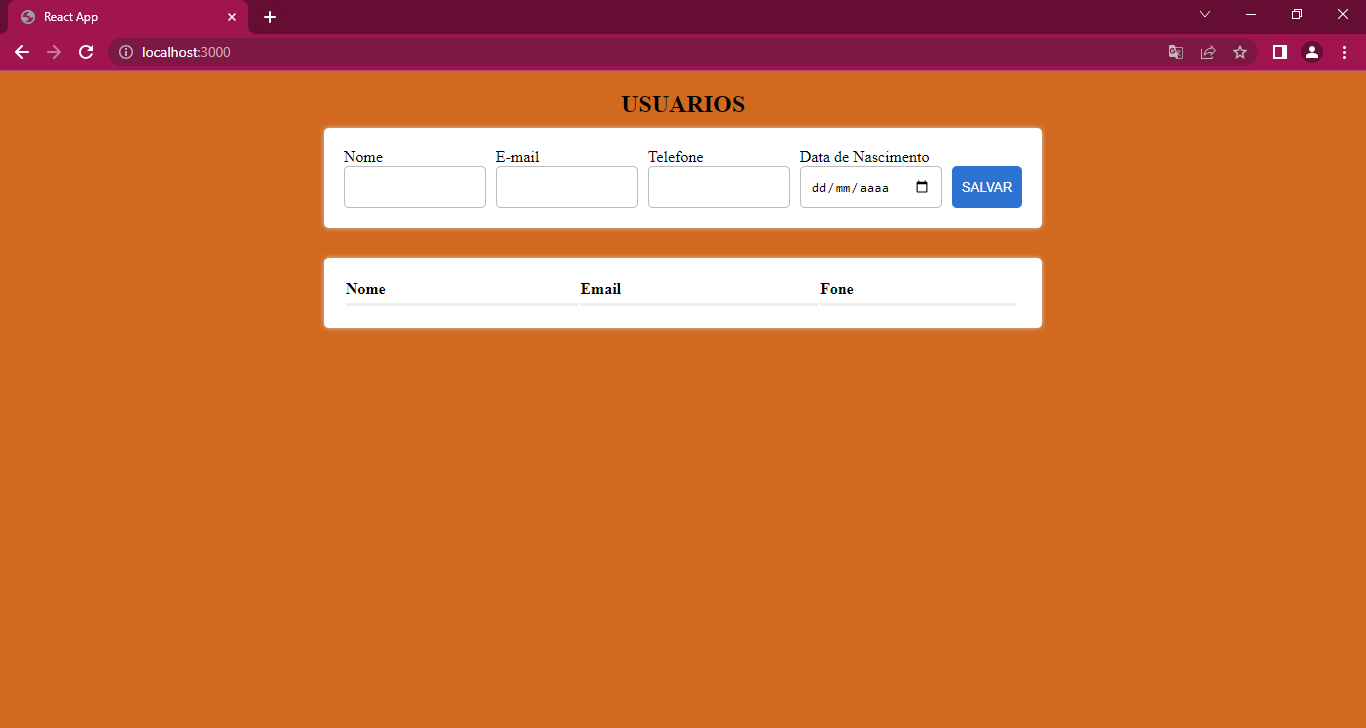 React App
localhost:3000
USUARIOS
Nome E-mail Telefone Data de Nascimento
dd/mm/aaaa SALVAR
Nome Email Fone